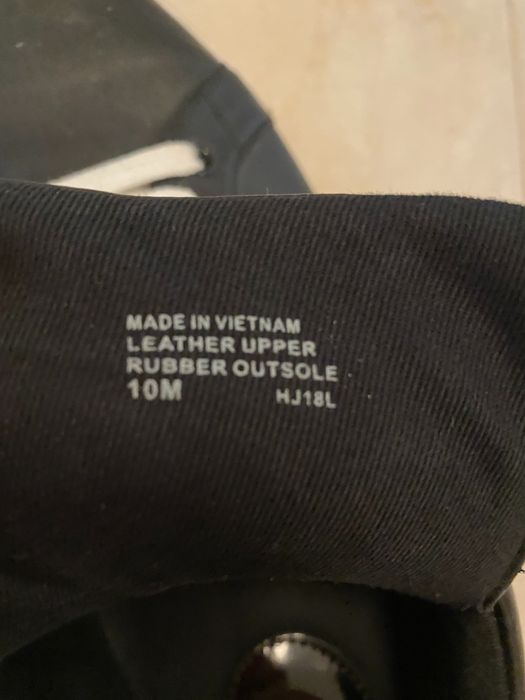 MADE IN VIETNAM
LEATHER UPPER
RUBBER OUTSOLE
10M HJ18L